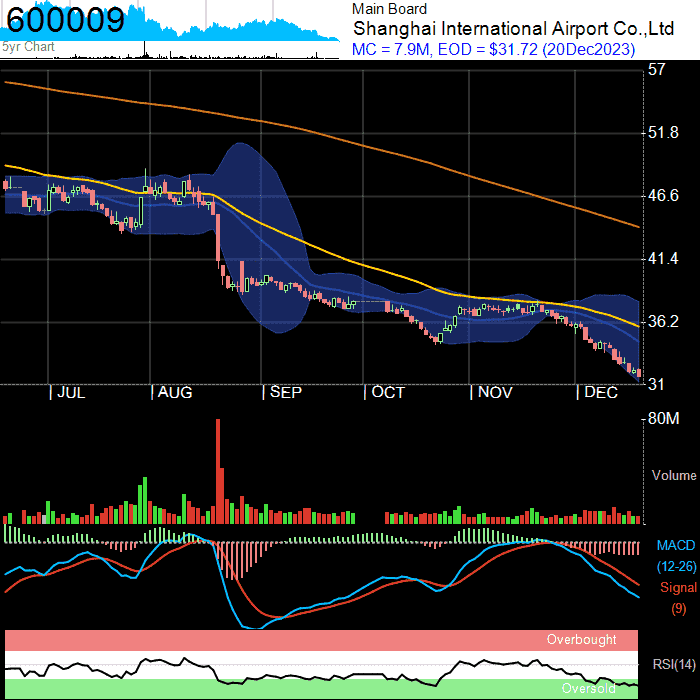 600009
5yr Chart
Main Board
Shanghai International Airport Co.,Ltd
MC = 7.9M, EOD = $31.72 (20Dec2023)
57
51.8
46.6
41.4
36.2
31
| JUL | AUG | SEP | OCT | NOV | DEC
80M
Volume
MACD
(12-26)
Signal
(9)
Overbought
RSI(14)
Oversold